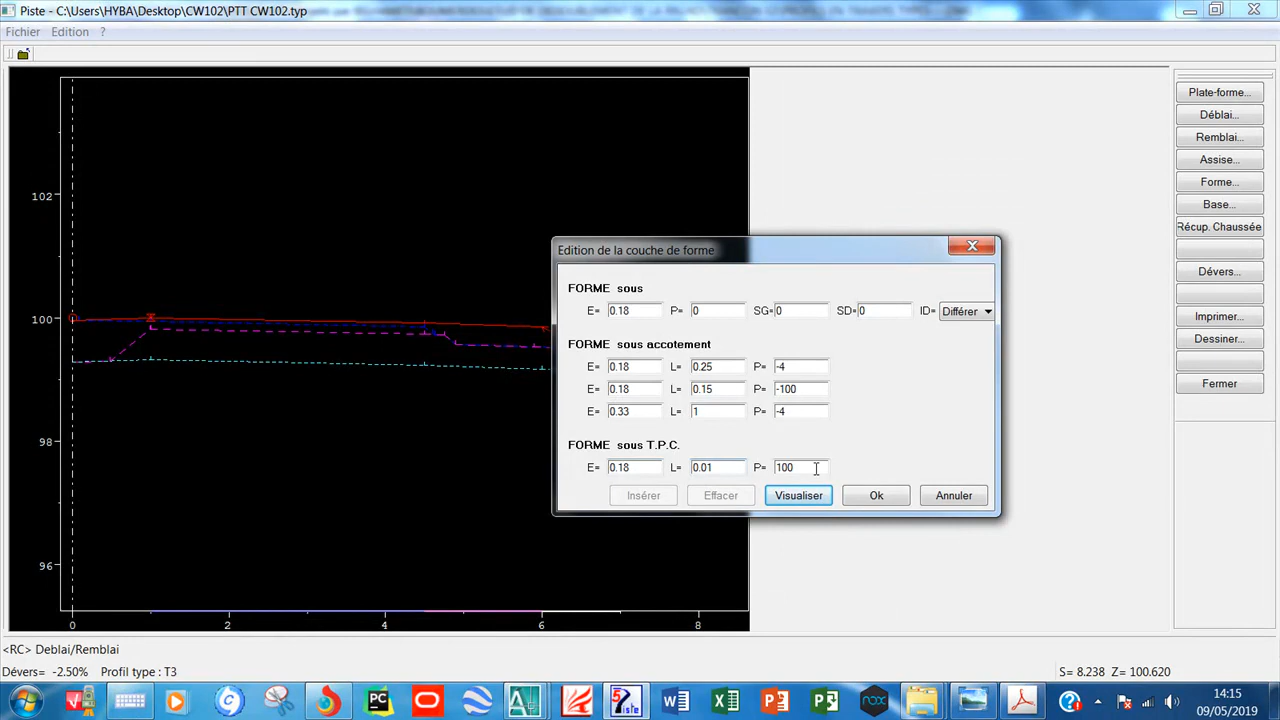 Piste - C:\Users\HYBA\Desktop\CW102\PTT CW102.typ
Fichier Edition ?
Plate-forme...
Déblai...
Remblai...
Assise...
Forme...
Base...
Récup. Chaussée
Dévers...
Imprimer...
Dessiner...
Fermer
102
100
98
96
0 2 4 6 8
Edition de la couche de forme
FORME sous
E= 0.18 P= 0 SG= 0 SD= 0 ID= Différer
FORME sous accotement
E= 0.18 L= 0.25 P= -4
E= 0.18 L= 0.15 P= -100
E= 0.33 L= 1 P= -4
FORME sous T.P.C.
E= 0.18 L= 0.01 P= 100
Insérer Effacer Visualiser Ok Annuler
<RC> Deblai/Remblai
Dévers= -2.50% Profil type : T3
S= 8.238 Z= 100.620
14:15
09/05/2019